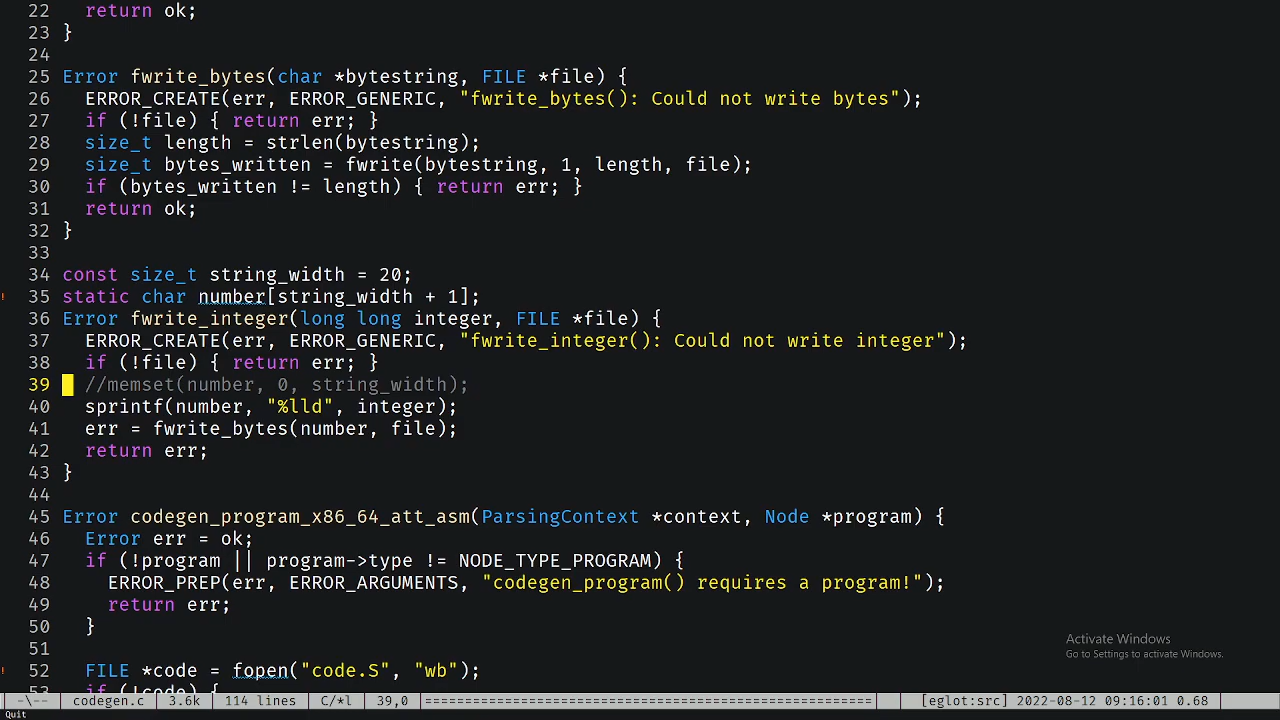 22   return ok;
23 }
24
25 Error fwrite_bytes(char *bytestring, FILE *file) {
26   ERROR_CREATE(err, ERROR_GENERIC, "fwrite_bytes(): Could not write bytes");
27   if (!file) { return err; }
28   size_t length = strlen(bytestring);
29   size_t bytes_written = fwrite(bytestring, 1, length, file);
30   if (bytes_written != length) { return err; }
31   return ok;
32 }
33
34 const size_t string_width = 20;
! 35 static char number[string_width + 1];
36 Error fwrite_integer(long long integer, FILE *file) {
37   ERROR_CREATE(err, ERROR_GENERIC, "fwrite_integer(): Could not write integer");
38   if (!file) { return err; }
39   //memset(number, 0, string_width);
40   sprintf(number, "%lld", integer);
41   err = fwrite_bytes(number, file);
42   return err;
43 }
44
45 Error codegen_program_x86_64_att_asm(ParsingContext *context, Node *program) {
46   Error err = ok;
47   if (!program || program->type != NODE_TYPE_PROGRAM) {
48     ERROR_PREP(err, ERROR_ARGUMENTS, "codegen_program() requires a program!");
49     return err;
50   }
51
! 52   FILE *code = fopen("code.S", "wb");
53   if (!code) {
Activate Windows
Go to Settings to activate Windows.
-\-- codegen.c 3.6k 114 lines C/*l 39,0 ======================================== [eglot:src] 2022-08-12 09:16:01 0.68
Quit